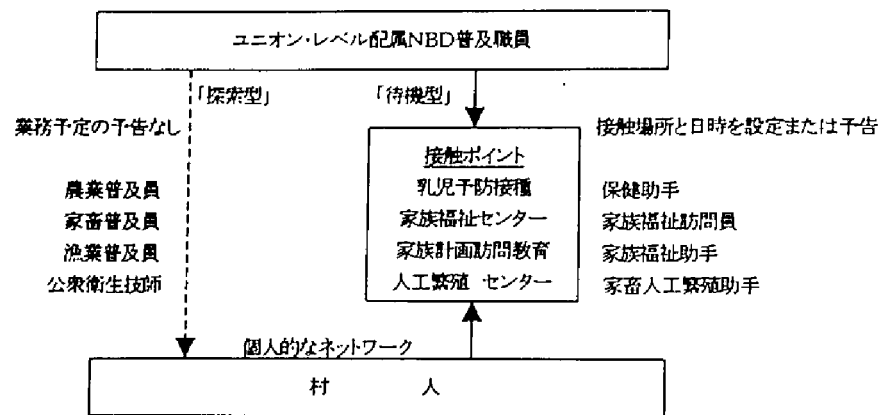 ユニオン・レベル配属NBD普及職員
「探索型」
「待機型」
業務予定の予告なし
接触場所と日時を設定または予告
農業普及員
家畜普及員
漁業普及員
公衆衛生技師
接触ポイント
乳児予防接種
家族福祉センター
家族計画訪問教育
人工繁殖 センター
保健助手
家族福祉訪問員
家族福祉助手
家畜人工繁殖助手
個人的なネットワーク
村 人